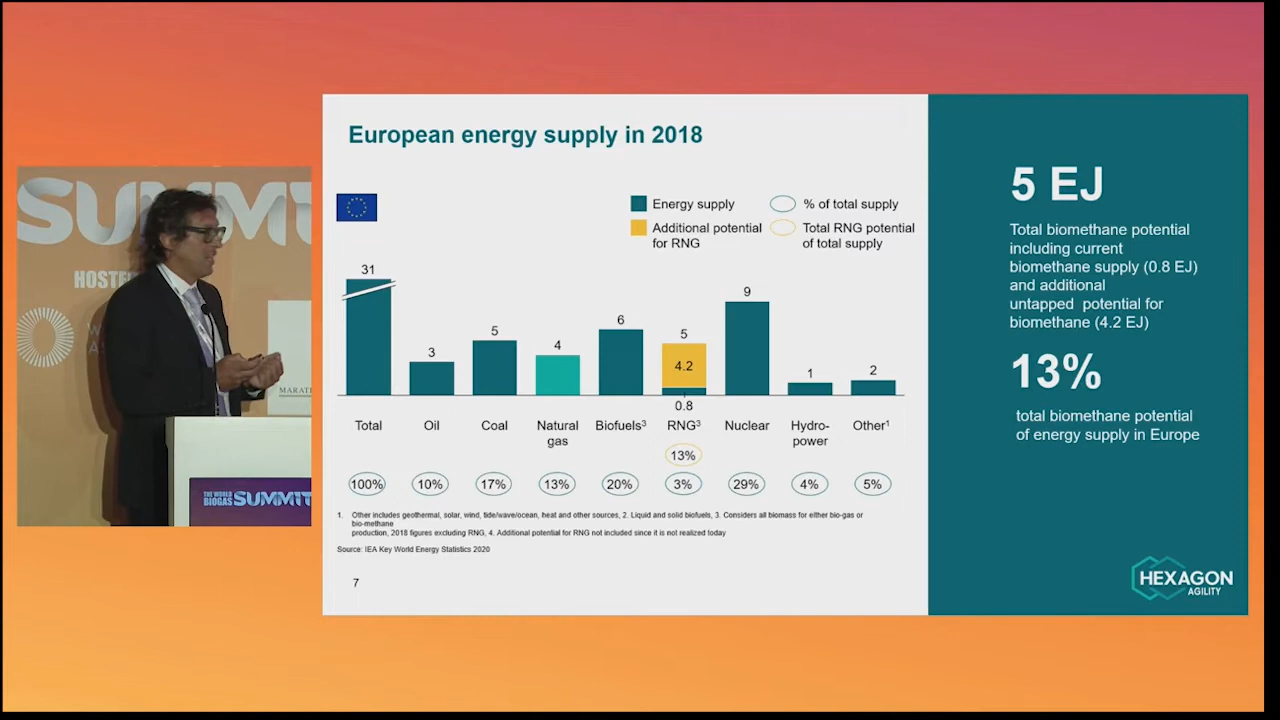 SUMMIT
HOSTE
MARAT
THE WORLD
BIOGAS SUMMIT
European energy supply in 2018
Energy supply
% of total supply
Additional potential
for RNG
Total RNG potential
of total supply
31
3
5
4
6
5
4.2
0.8
9
1
2
Total
Oil
Coal
Natural
gas
Biofuels³
RNG³
Nuclear
Hydro-
power
Other¹
13%
100%
10%
17%
13%
20%
3%
29%
4%
5%
1. Other includes geothermal, solar, wind, tide/wave/ocean, heat and other sources, 2. Liquid and solid biofuels, 3. Considers all biomass for either bio-gas or
bio-methane
production, 2018 figures excluding RNG, 4. Additional potential for RNG not included since it is not realized today
Source: IEA Key World Energy Statistics 2020
7
5 EJ
Total biomethane potential
including current
biomethane supply (0.8 EJ)
and additional
untapped potential for
biomethane (4.2 EJ)
13%
total biomethane potential
of energy supply in Europe
HEXAGON
AGILITY